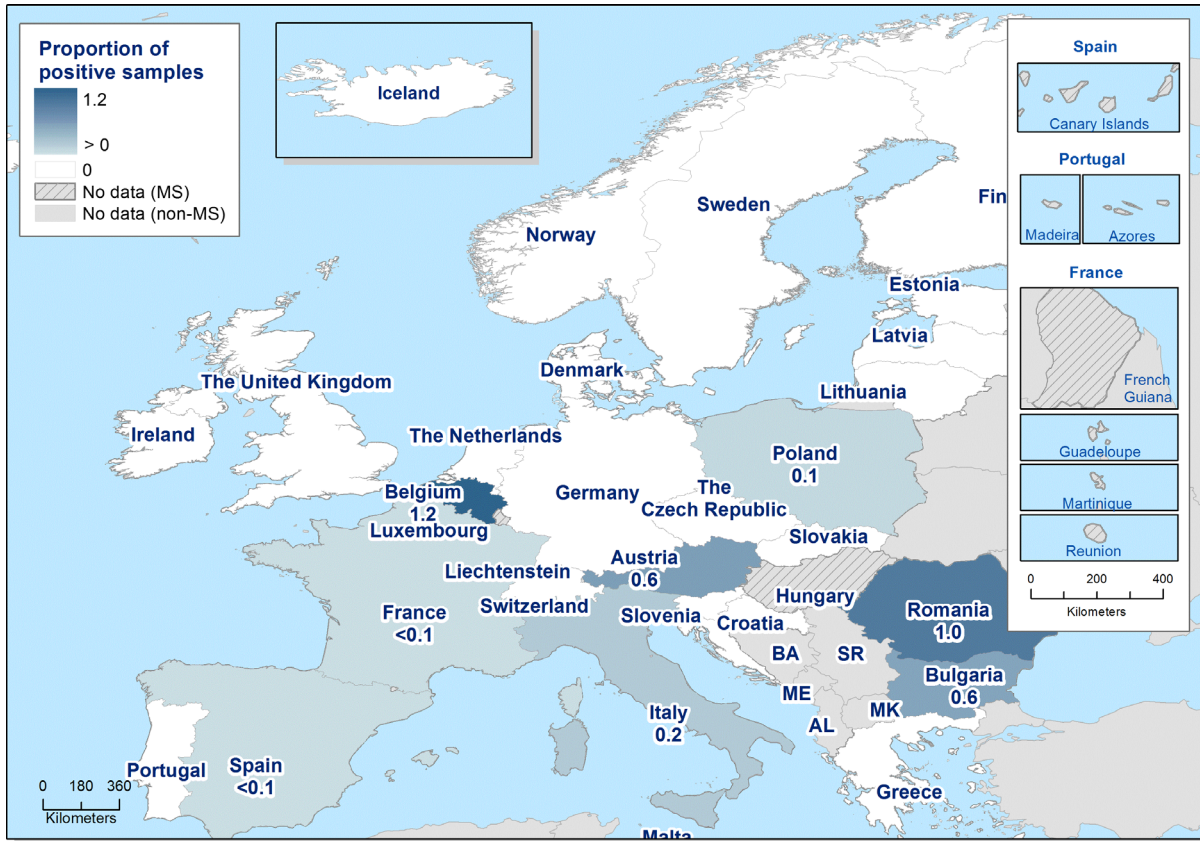 Proportion of
positive samples
1.2
> 0
0
No data (MS)
No data (non-MS)
Iceland
Spain
Canary Islands
Portugal
Madeira
Azores
France
French
Guiana
Guadeloupe
Martinique
Reunion
0 200 400
Kilometers
Norway
Sweden
Fin
Estonia
Latvia
Lithuania
Denmark
The United Kingdom
Ireland
The Netherlands
Belgium
1.2
Luxembourg
Germany
Poland
0.1
The
Czech Republic
Slovakia
Austria
0.6
Liechtenstein
Switzerland
Hungary
Slovenia
Croatia
France
<0.1
Romania
1.0
BA
SR
Bulgaria
0.6
ME
MK
AL
Italy
0.2
Portugal
Spain
<0.1
Greece
Malta
0 180 360
Kilometers